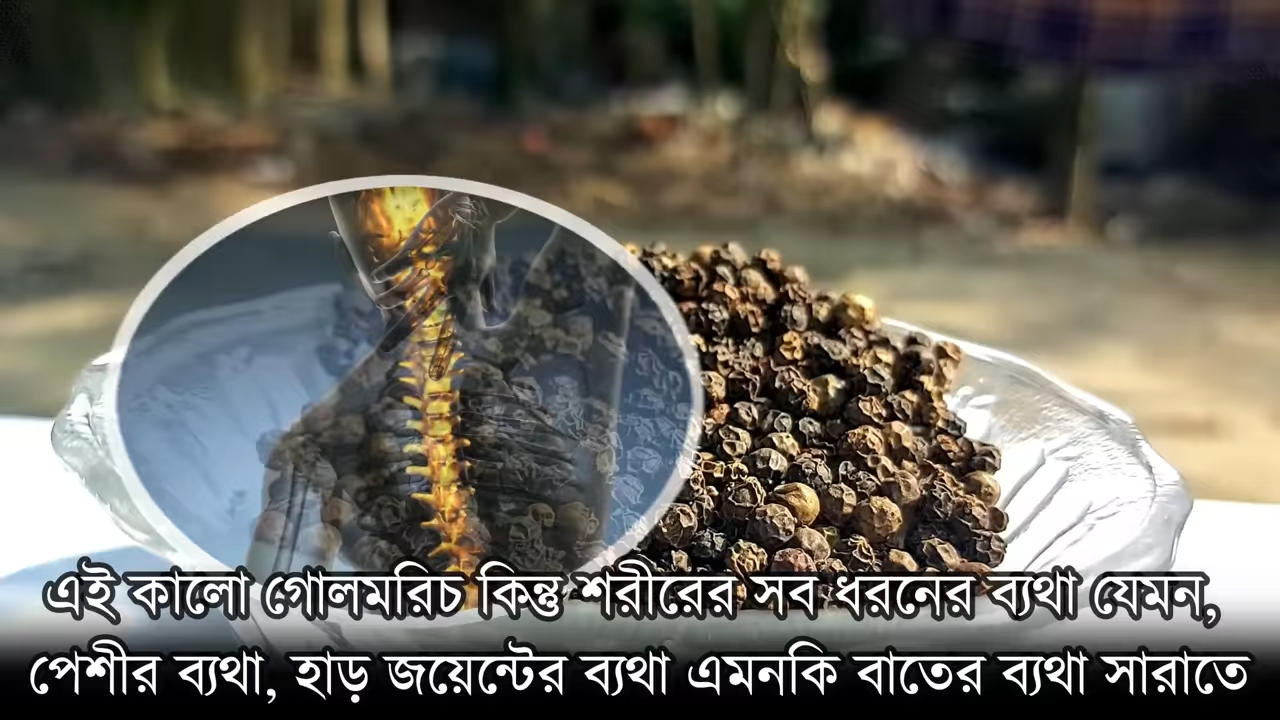 এই কালো গোলমরিচ কিন্তু শরীরের সব ধরনের ব্যথা যেমন,
পেশীর ব্যথা, হাড় জয়েন্টের ব্যথা এমনকি বাতের ব্যথা সারাতে